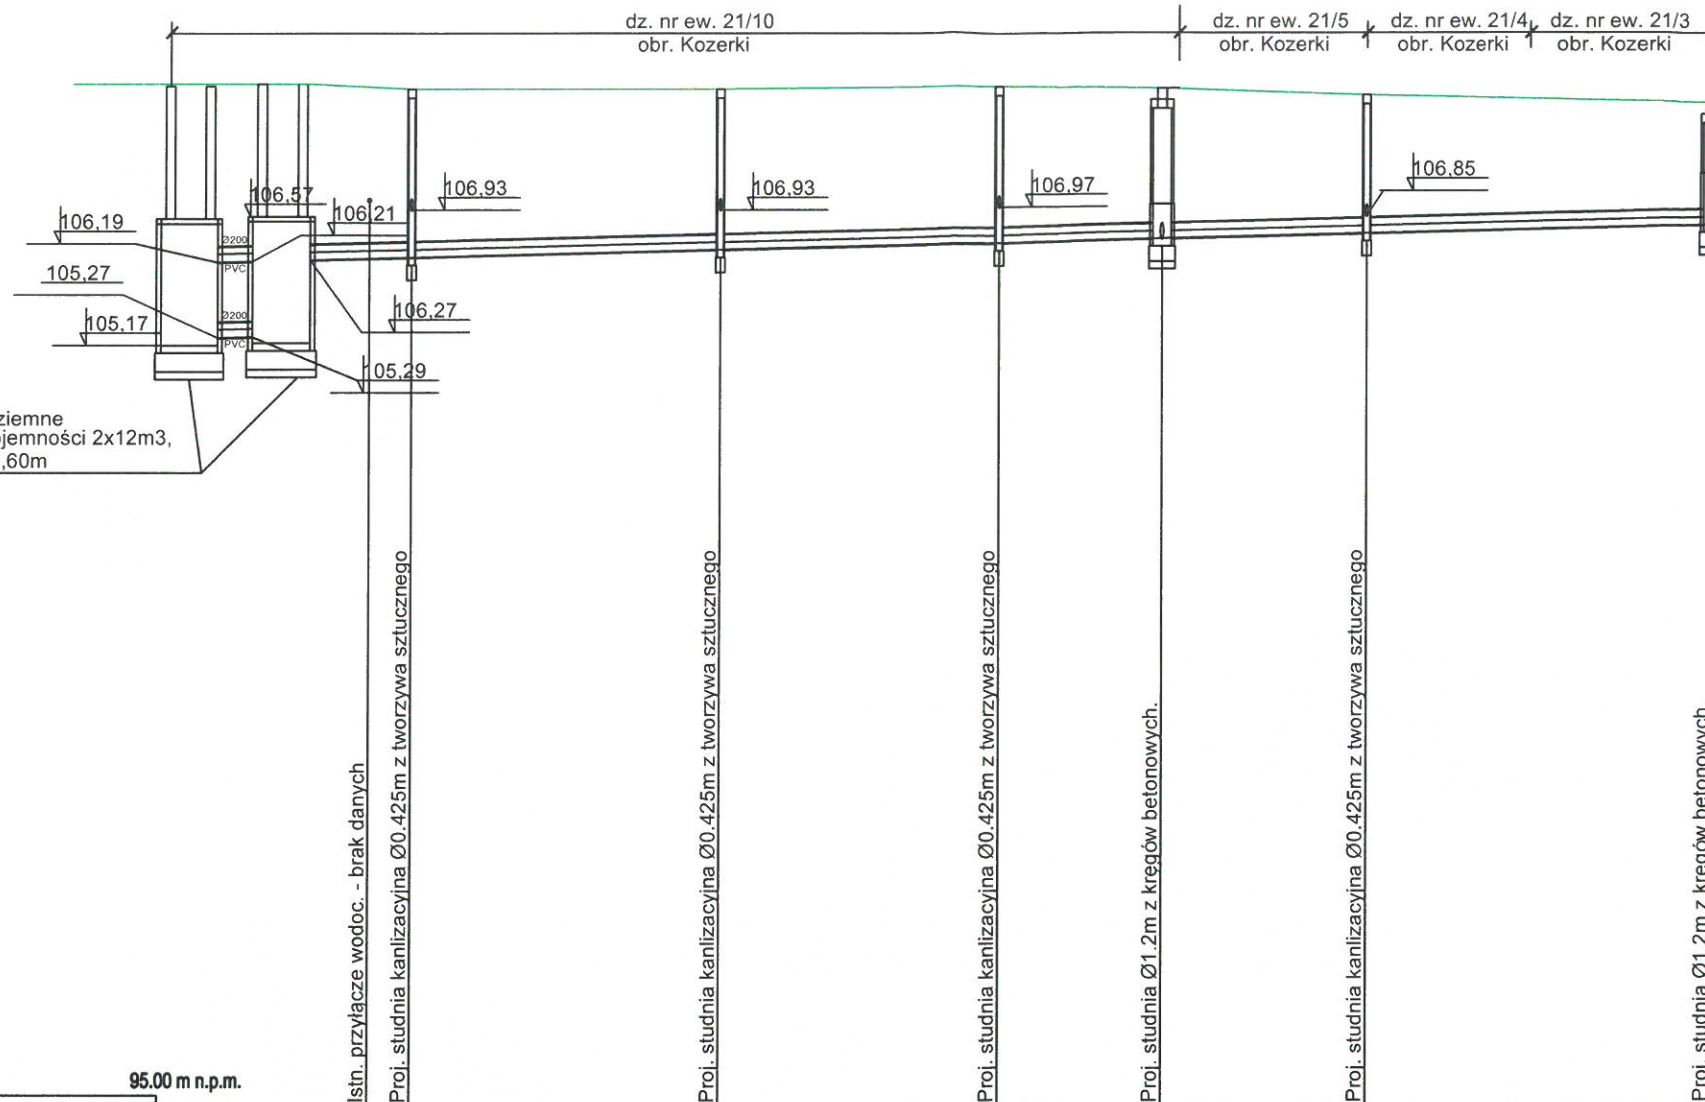 dz. nr ew. 21/10
obr. Kozerki
dz. nr ew. 21/5
obr. Kozerki
dz. nr ew. 21/4
obr. Kozerki
dz. nr ew. 21/3
obr. Kozerki
106,57
106,93
106,93
106,97
106,85
106,19
106,21
Ø200
PVC
105,27
106,27
Ø200
PVC
105,17
105,29
ziemne
ojemności 2x12m3,
,60m
Istn. przyłącze wodoc. - brak danych
Proj. studnia kanlizacyjna Ø0.425m z tworzywa sztucznego
Proj. studnia kanlizacyjna Ø0.425m z tworzywa sztucznego
Proj. studnia kanlizacyjna Ø0.425m z tworzywa sztucznego
Proj. studnia Ø1.2m z kręgów betonowych.
Proj. studnia kanlizacyjna Ø0.425m z tworzywa sztucznego
Proj. studnia Ø1.2m z kręgów betonowych
95.00 m n.p.m.